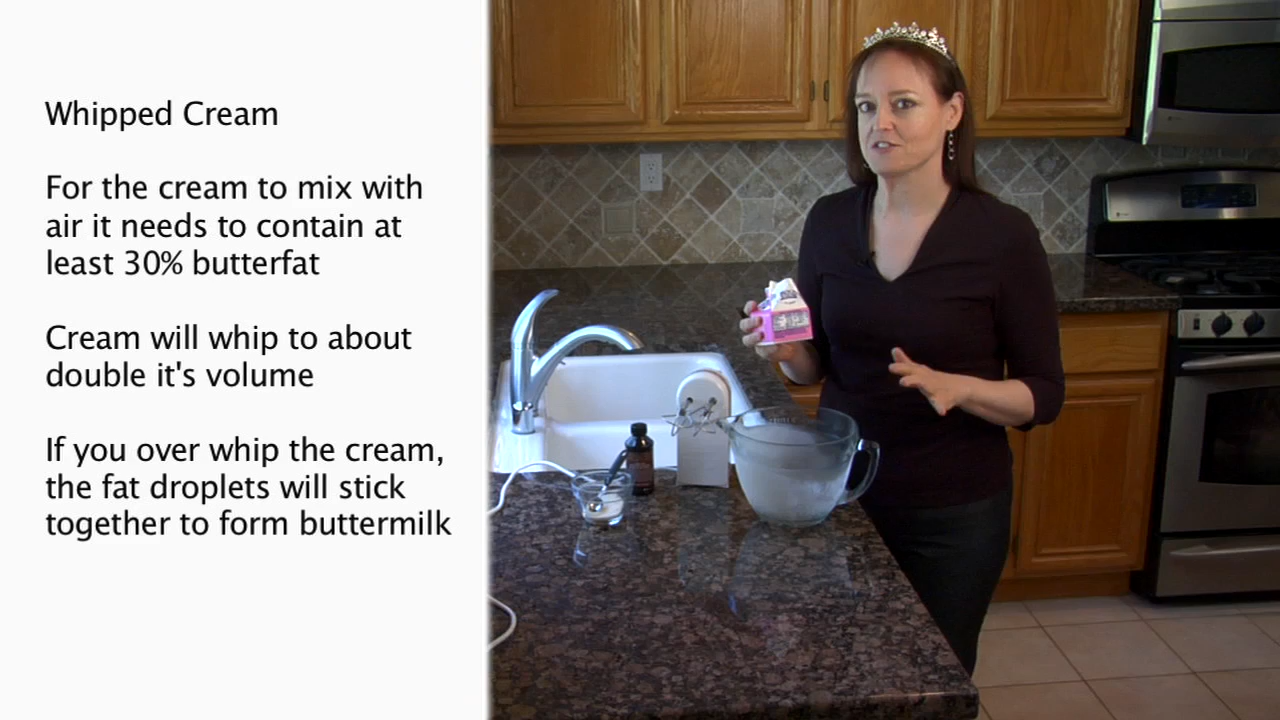 Whipped Cream
For the cream to mix with
air it needs to contain at
least 30% butterfat
Cream will whip to about
double it's volume
If you over whip the cream,
the fat droplets will stick
together to form buttermilk